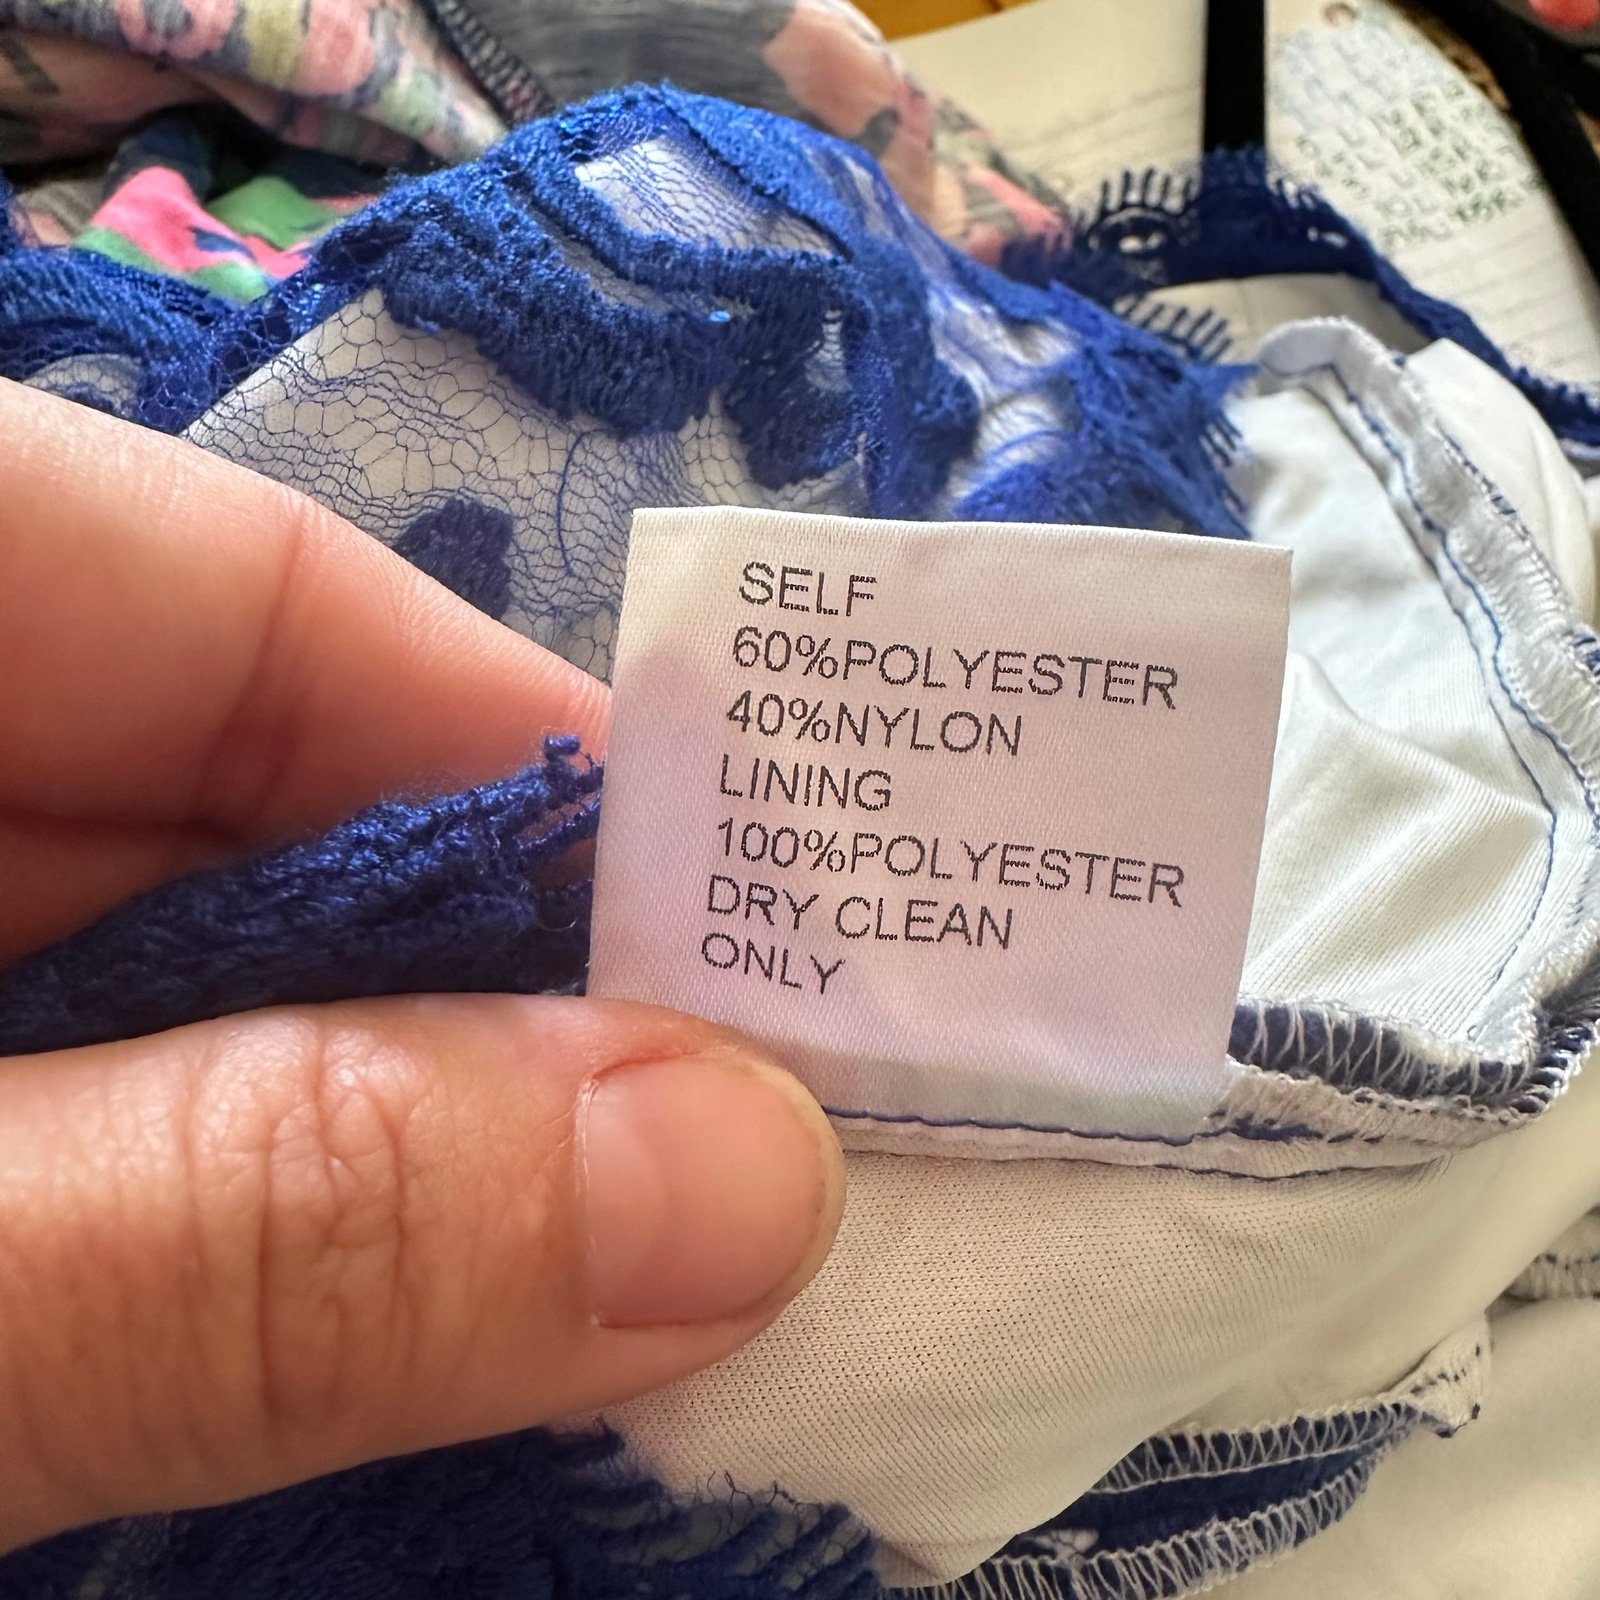 SELF
60%POLYESTER
40%NYLON
LINING
100%POLYESTER
DRY CLEAN
ONLY